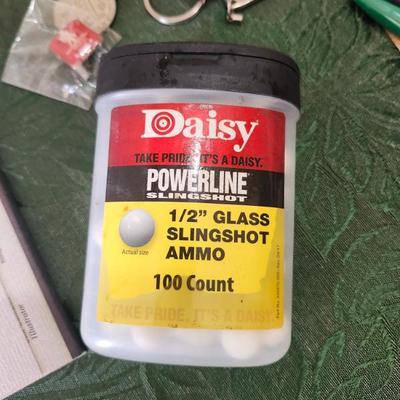 Daisy
TAKE PRIDE, IT'S A DAISY.
POWERLINE
SLINGSHOT
1/2" GLASS
SLINGSHOT
AMMO
Actual size
100 Count
TAKE PRIDE. IT'S A DAISY
Illustrator